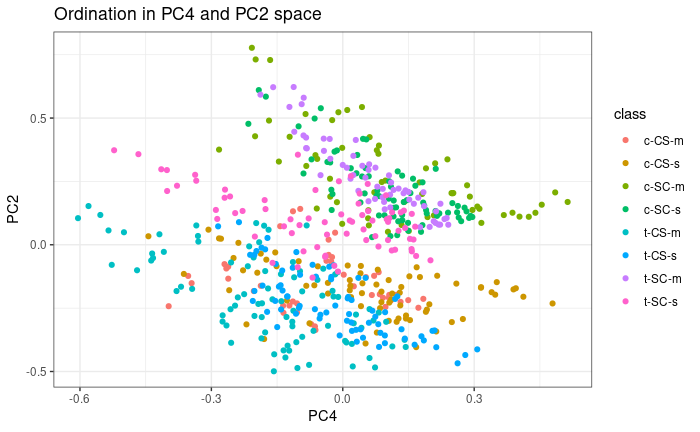 Ordination in PC4 and PC2 space
PC2
0.5
0.0
-0.5
-0.6
-0.3
0.0
0.3
PC4
class
c-CS-m
c-CS-s
c-SC-m
c-SC-s
t-CS-m
t-CS-s
t-SC-m
t-SC-s